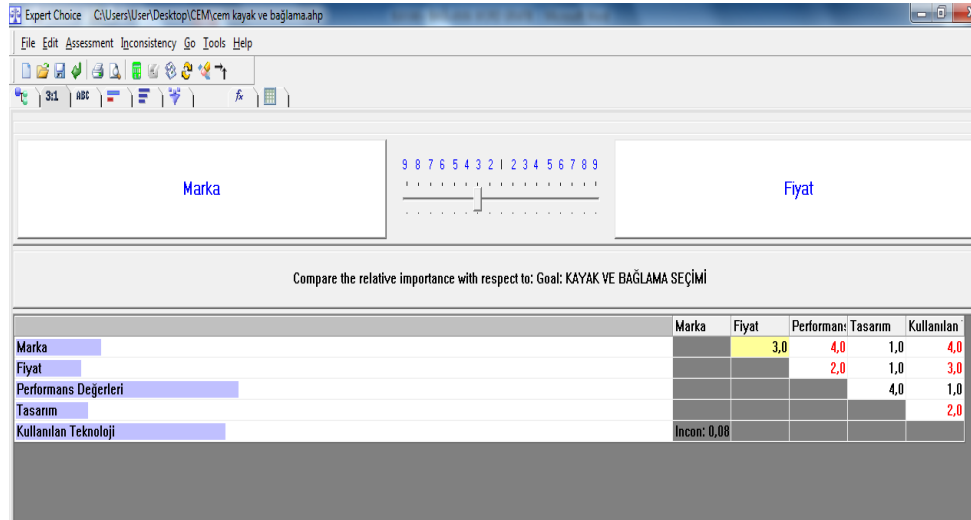 Expert Choice C:\Users\User\Desktop\CEM\cem kayak ve bağlama.ahp
File Edit Assessment Inconsistency Go Tools Help
3:1 ABC fx
9 8 7 6 5 4 3 2 1 2 3 4 5 6 7 8 9
Marka Fiyat
Compare the relative importance with respect to: Goal: KAYAK VE BAĞLAMA SEÇİMİ
Marka Fiyat Performans Tasarım Kullanılan
Marka 3,0 4,0 1,0 4,0
Fiyat 2,0 1,0 3,0
Performans Değerleri 4,0 1,0
Tasarım 2,0
Kullanılan Teknoloji Incon: 0,08